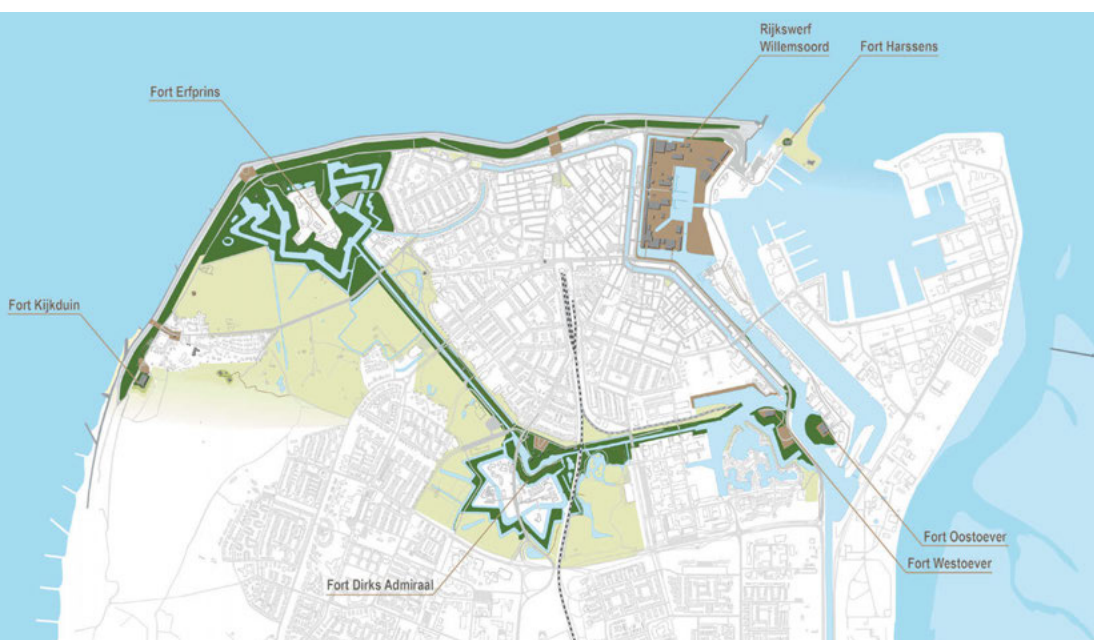 Rijkswerf
Willemsoord
Fort Harssens
Fort Erfprins
Fort Kijkduin
Fort Oostoever
Fort Westoever
Fort Dirks Admiraal